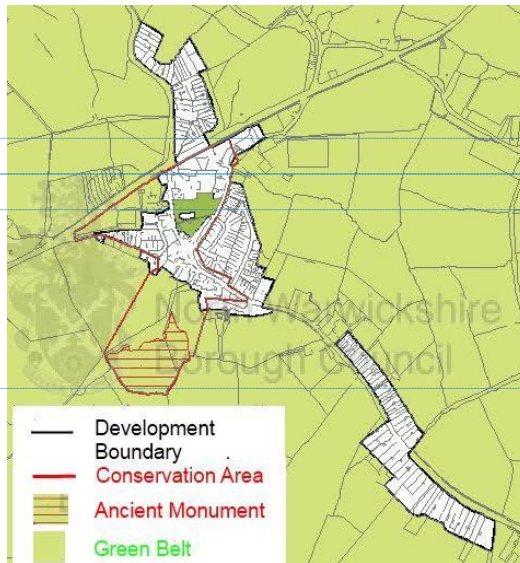 North Warwickshire
Borough Council
Development
Boundary
Conservation Area
Ancient Monument
Green Belt